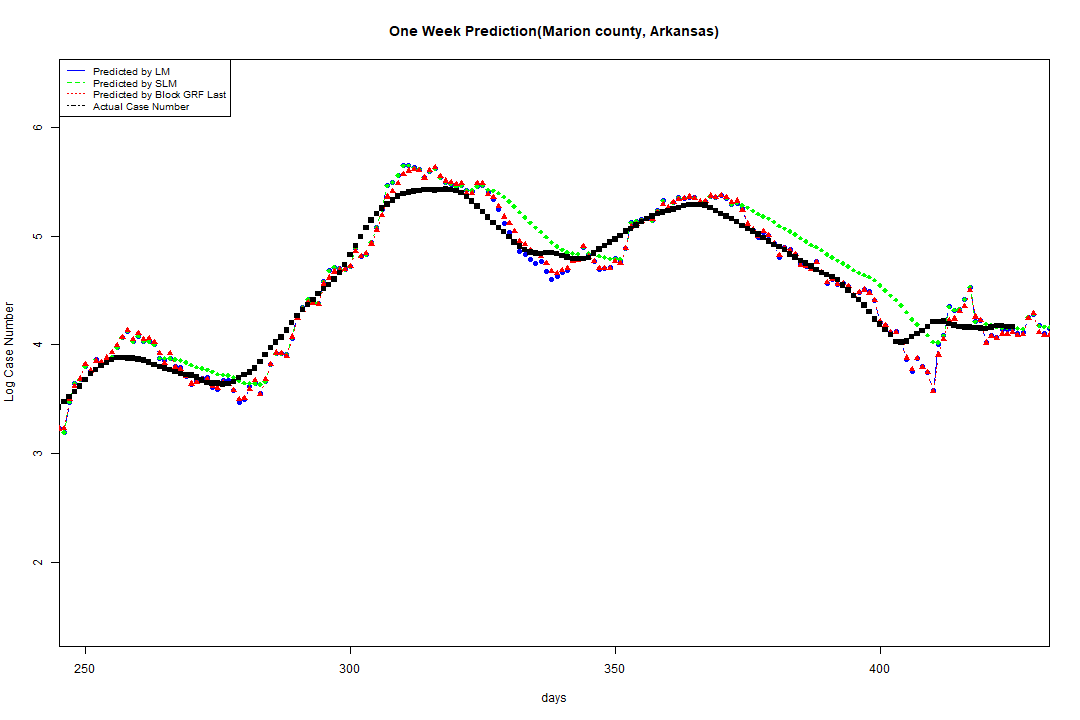 One Week Prediction(Marion county, Arkansas)
Predicted by LM
Predicted by SLM
Predicted by Block GRF Last
Actual Case Number
6
5
4
3
2
Log Case Number
250 300 350 400
days